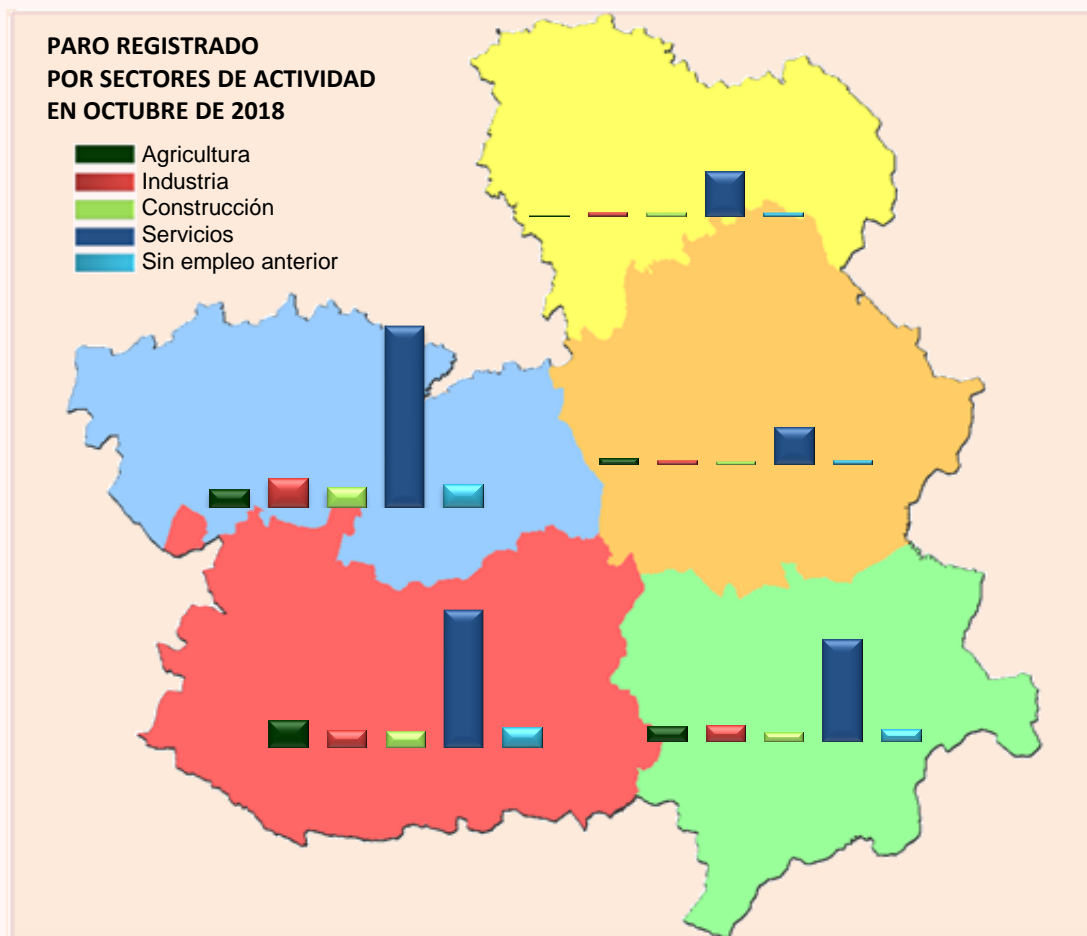 PARO REGISTRADO
POR SECTORES DE ACTIVIDAD
EN OCTUBRE DE 2018
Agricultura
Industria
Construcción
Servicios
Sin empleo anterior